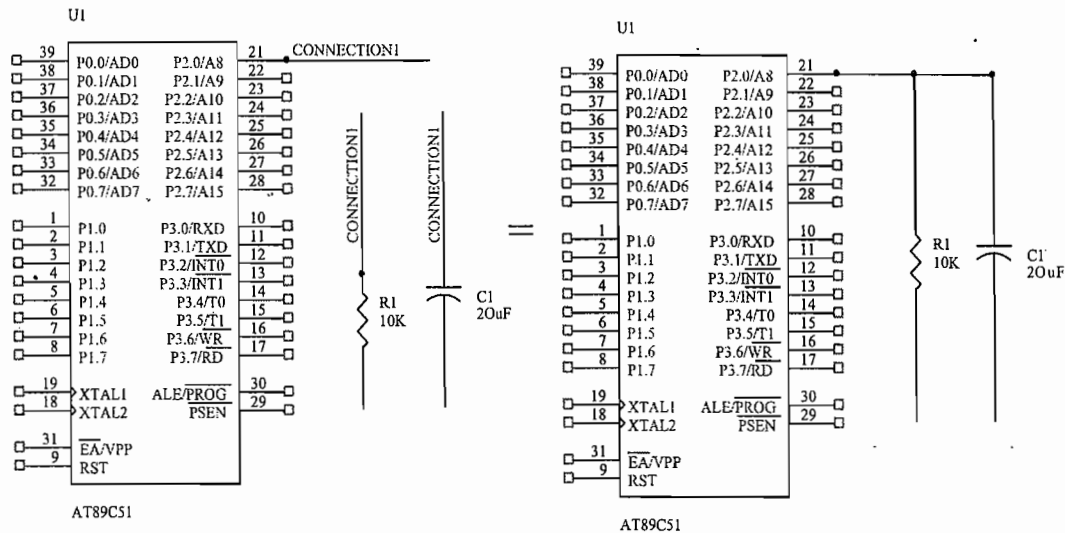 U1
39 P0.0/AD0 P2.0/A8 21 CONNECTION1
38 P0.1/AD1 P2.1/A9 22
37 P0.2/AD2 P2.2/A10 23
36 P0.3/AD3 P2.3/A11 24
35 P0.4/AD4 P2.4/A12 25
34 P0.5/AD5 P2.5/A13 26
33 P0.6/AD6 P2.6/A14 27
32 P0.7/AD7 P2.7/A15 28
1 P1.0 P3.0/RXD 10
2 P1.1 P3.1/TXD 11
3 P1.2 P3.2/INT0 12
4 P1.3 P3.3/INT1 13
5 P1.4 P3.4/T0 14
6 P1.5 P3.5/T1 15
7 P1.6 P3.6/WR 16
8 P1.7 P3.7/RD 17
19 XTAL1 ALE/PROG 30
18 XTAL2 PSEN 29
31 EA/VPP
9 RST
AT89C51
CONNECTION1
R1
10K
CONNECTION1
C1
20uF
=
U1
39 P0.0/AD0 P2.0/A8 21
38 P0.1/AD1 P2.1/A9 22
37 P0.2/AD2 P2.2/A10 23
36 P0.3/AD3 P2.3/A11 24
35 P0.4/AD4 P2.4/A12 25
34 P0.5/AD5 P2.5/A13 26
33 P0.6/AD6 P2.6/A14 27
32 P0.7/AD7 P2.7/A15 28
1 P1.0 P3.0/RXD 10
2 P1.1 P3.1/TXD 11
3 P1.2 P3.2/INT0 12
4 P1.3 P3.3/INT1 13
5 P1.4 P3.4/T0 14
6 P1.5 P3.5/T1 15
7 P1.6 P3.6/WR 16
8 P1.7 P3.7/RD 17
19 XTAL1 ALE/PROG 30
18 XTAL2 PSEN 29
31 EA/VPP
9 RST
AT89C51
R1
10K
C1
20uF